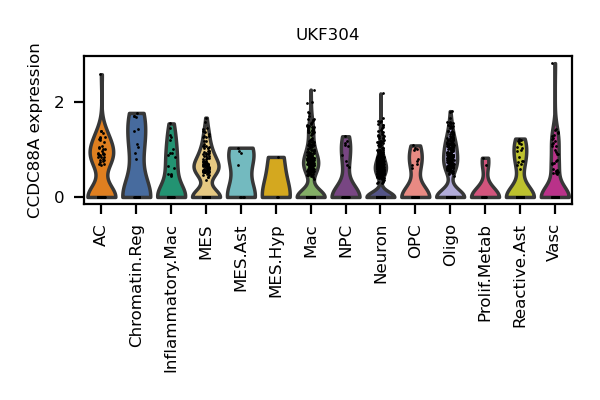 UKF304
CCDC88A expression
2
0
AC
Chromatin.Reg
Inflammatory.Mac
MES
MES.Ast
MES.Hyp
Mac
NPC
Neuron
OPC
Oligo
Prolif.Metab
Reactive.Ast
Vasc